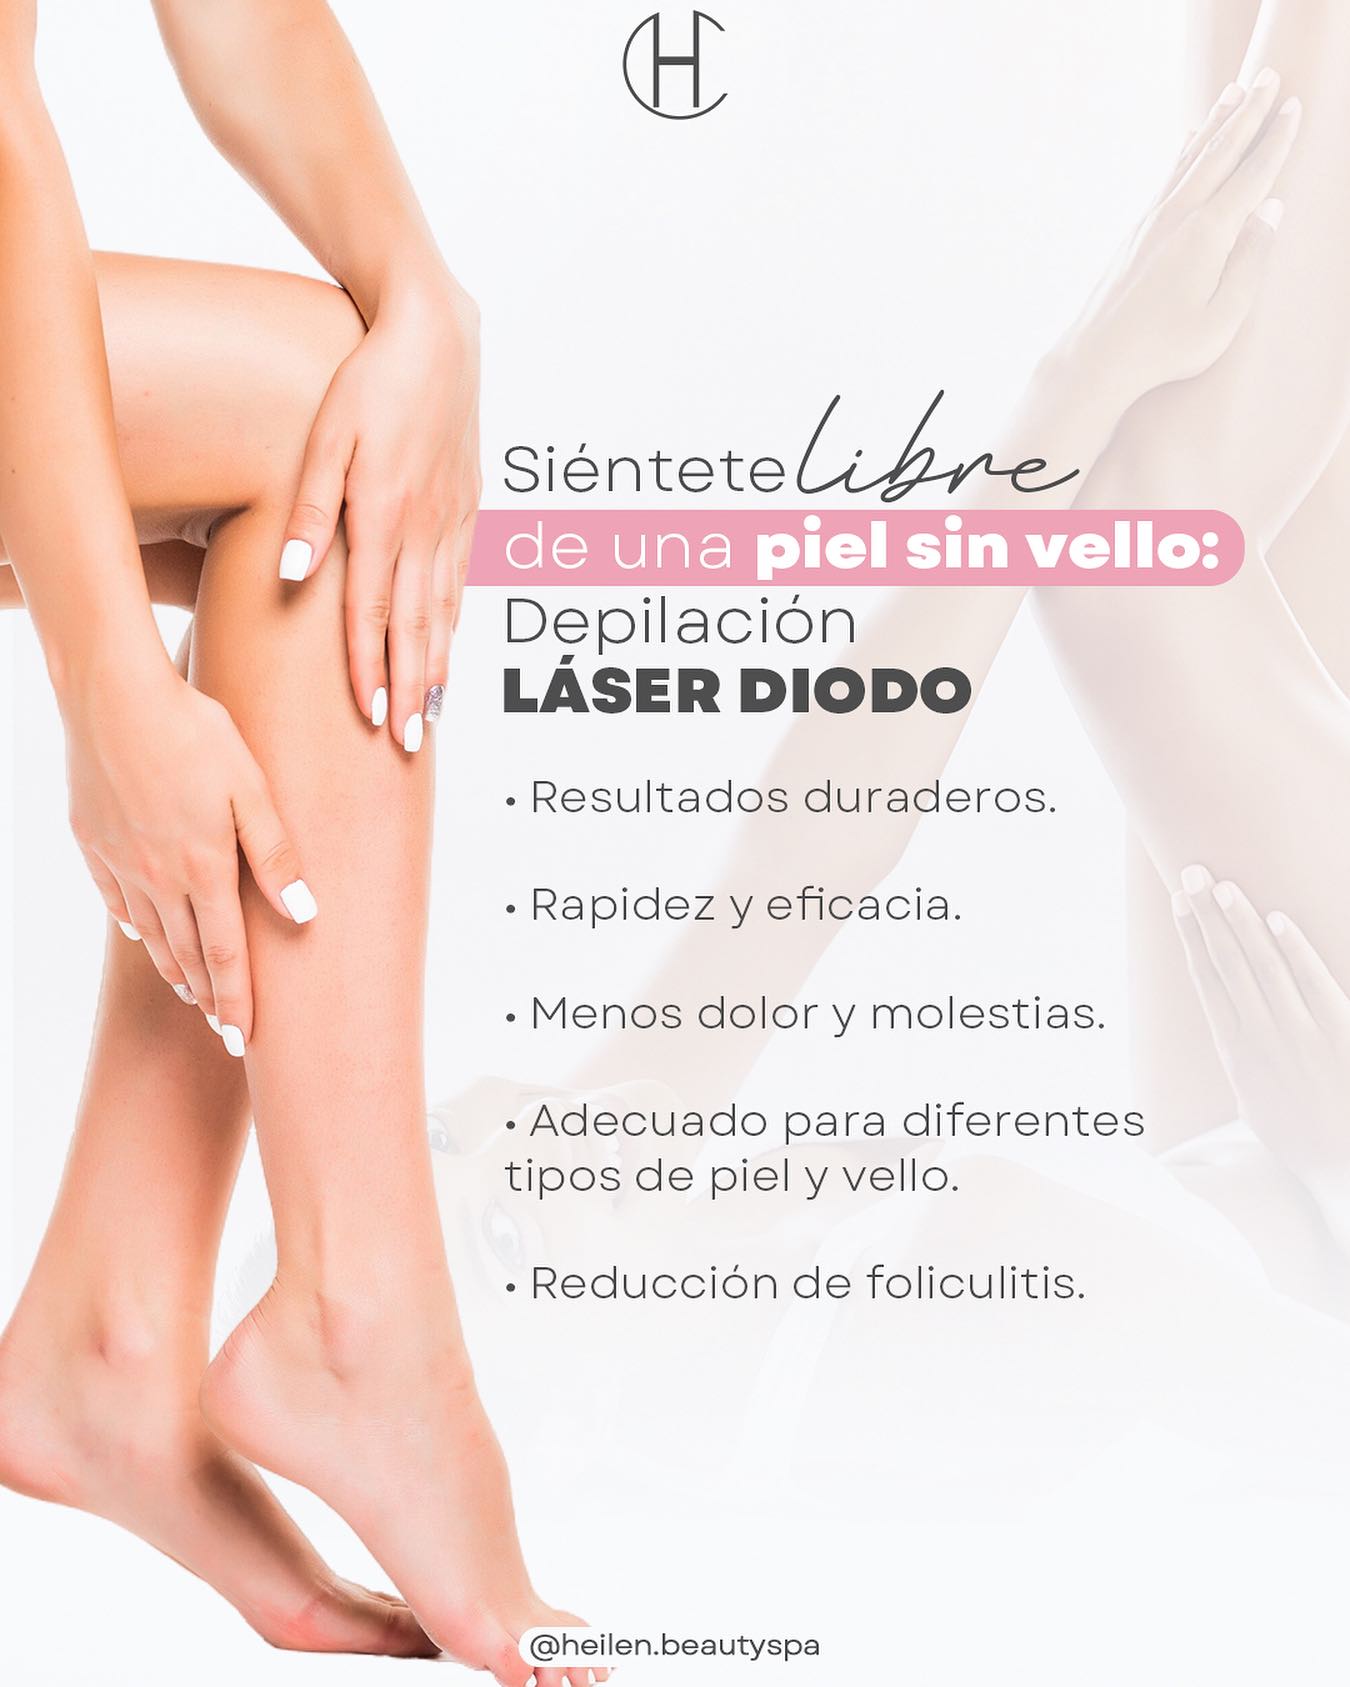 HC
Siéntete libre
de una piel sin vello:
Depilación
LÁSER DIODO
• Resultados duraderos.
• Rapidez y eficacia.
• Menos dolor y molestias.
• Adecuado para diferentes
tipos de piel y vello.
• Reducción de foliculitis.
@heilen.beautyspa